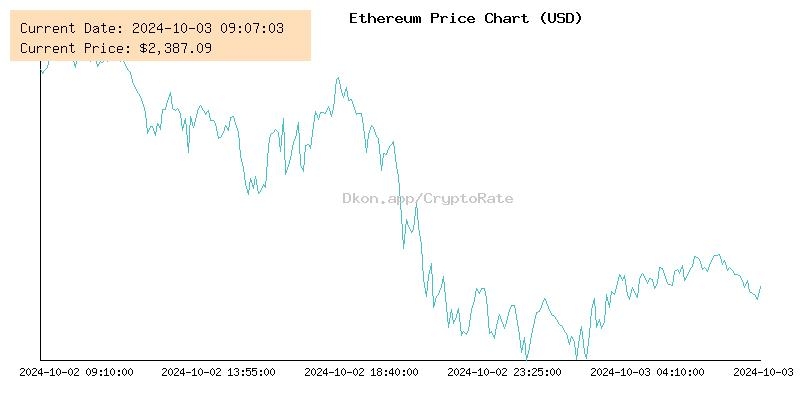 Ethereum Price Chart (USD)
Current Date: 2024-10-03 09:07:03
Current Price: $2,387.09
Dkon.app/CryptoRate
2024-10-02 09:10:00
2024-10-02 13:55:00
2024-10-02 18:40:00
2024-10-02 23:25:00
2024-10-03 04:10:00
2024-10-03